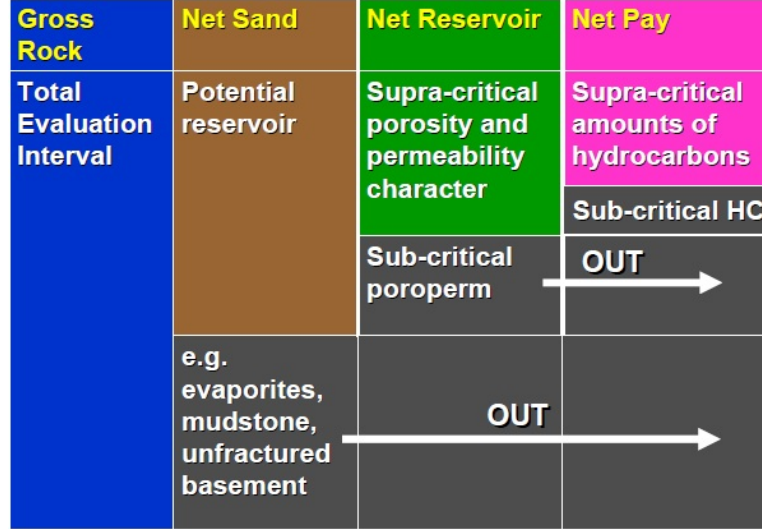 Gross
Rock
Net Sand
Net Reservoir
Net Pay
Total
Evaluation
Interval
Potential
reservoir
Supra-critical
porosity and
permeability
character
Supra-critical
amounts of
hydrocarbons
Sub-critical HC
Sub-critical
poroperm
OUT
e.g.
evaporites,
mudstone,
unfractured
basement
OUT